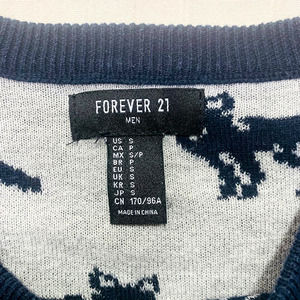 FOREVER 21
MEN
US S
CA P
MX S/P
BR P
EU S
UK S
KR S
JP S
CN 170/96A
MADE IN CHINA